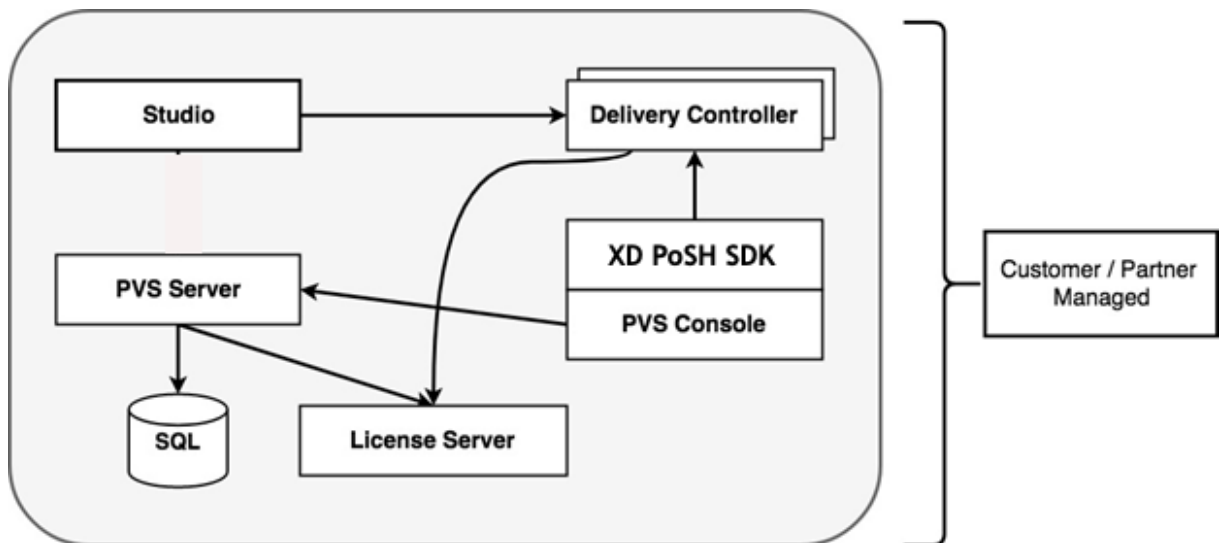 Studio
Delivery Controller
XD PoSH SDK
PVS Server
PVS Console
Customer / Partner
Managed
SQL
License Server